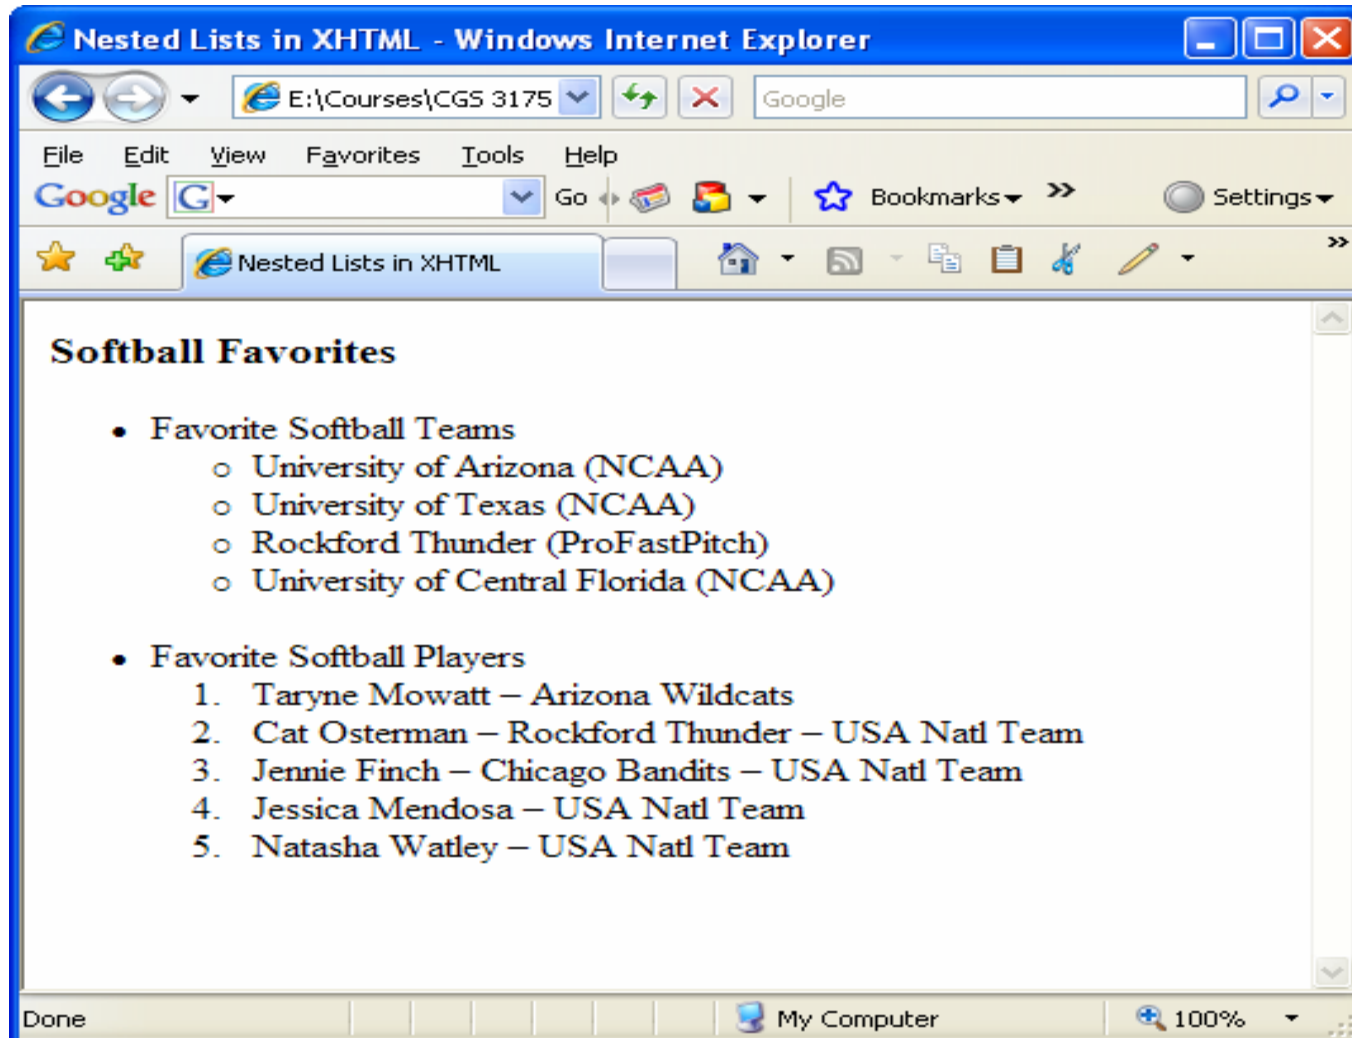 Nested Lists in XHTML - Windows Internet Explorer
E:\Courses\CGS 3175
Google
File Edit View Favorites Tools Help
Google G Go Bookmarks Settings
Nested Lists in XHTML
Softball Favorites
• Favorite Softball Teams
o University of Arizona (NCAA)
o University of Texas (NCAA)
o Rockford Thunder (ProFastPitch)
o University of Central Florida (NCAA)
• Favorite Softball Players
1. Taryne Mowatt – Arizona Wildcats
2. Cat Osterman – Rockford Thunder – USA Natl Team
3. Jennie Finch – Chicago Bandits – USA Natl Team
4. Jessica Mendosa – USA Natl Team
5. Natasha Watley – USA Natl Team
Done My Computer 100%